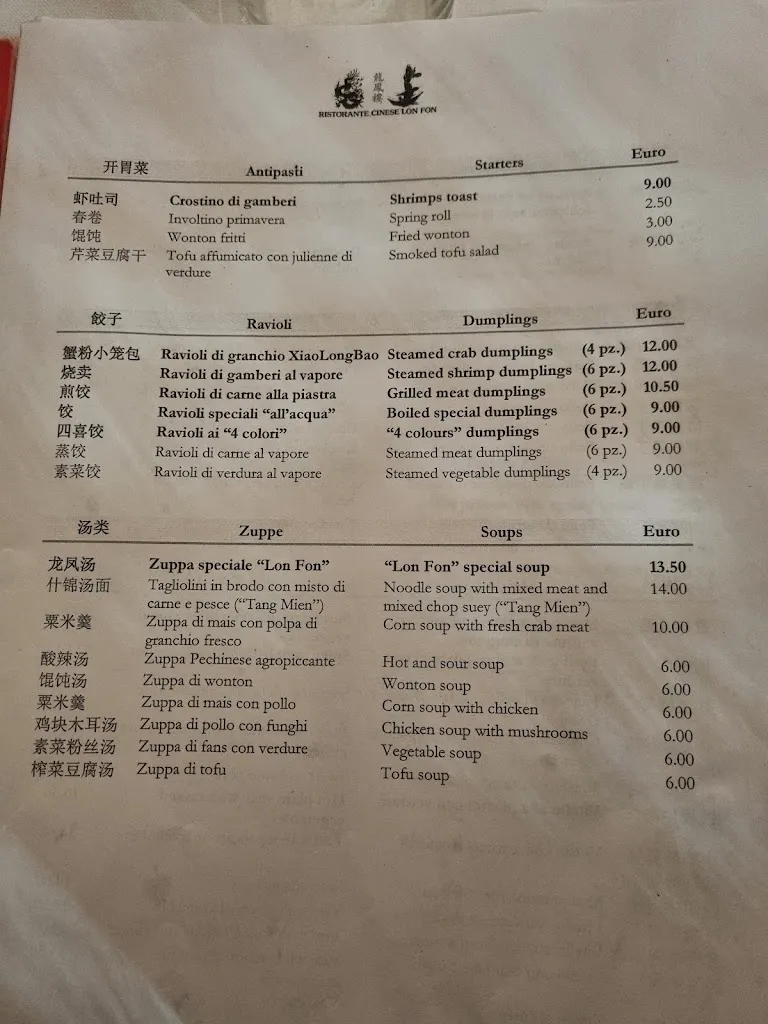 龍鳳樓
RISTORANTE CINESE LON FON
开胃菜 Antipasti Starters Euro
虾吐司 Crostino di gamberi Shrimps toast 9.00
春卷 Involtino primavera Spring roll 2.50
馄饨 Wonton fritti Fried wonton 3.00
芹菜豆腐干 Tofu affumicato con julienne di Smoked tofu salad 9.00
verdure
餃子 Ravioli Dumplings Euro
蟹粉小笼包 Ravioli di granchio XiaoLongBao Steamed crab dumplings (4 pz.) 12.00
烧卖 Ravioli di gamberi al vapore Steamed shrimp dumplings (6 pz.) 12.00
煎饺 Ravioli di carne alla piastra Grilled meat dumplings (6 pz.) 10.50
饺 Ravioli speciali “all’acqua” Boiled special dumplings (6 pz.) 9.00
四喜饺 Ravioli ai “4 colori” “4 colours” dumplings (6 pz.) 9.00
蒸饺 Ravioli di carne al vapore Steamed meat dumplings (6 pz.) 9.00
素菜饺 Ravioli di verdura al vapore Steamed vegetable dumplings (4 pz.) 9.00
汤类 Zuppe Soups Euro
龙凤汤 Zuppa speciale “Lon Fon” “Lon Fon” special soup 13.50
什锦汤面 Tagliolini in brodo con misto di Noodle soup with mixed meat and 14.00
carne e pesce (“Tang Mien”) mixed chop suey (“Tang Mien”)
粟米羹 Zuppa di mais con polpa di Corn soup with fresh crab meat 10.00
granchio fresco
酸辣汤 Zuppa Pechinese agropiccante Hot and sour soup 6.00
馄饨汤 Zuppa di wonton Wonton soup 6.00
粟米羹 Zuppa di mais con pollo Corn soup with chicken 6.00
鸡块木耳汤 Zuppa di pollo con funghi Chicken soup with mushrooms 6.00
素菜粉丝汤 Zuppa di fans con verdure Vegetable soup 6.00
榨菜豆腐汤 Zuppa di tofu Tofu soup 6.00